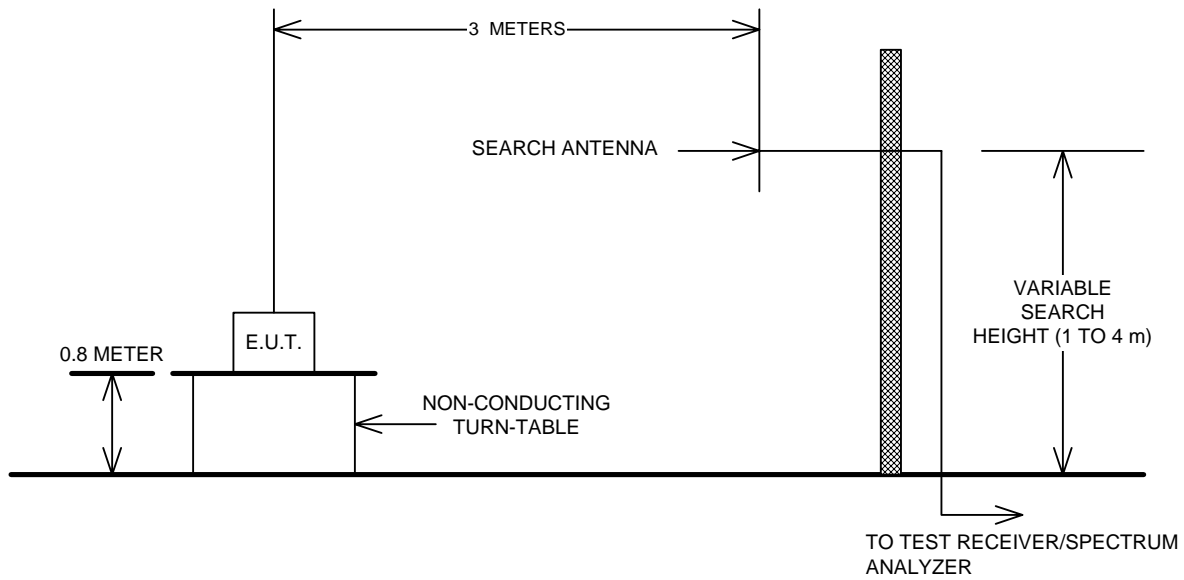 3 METERS
SEARCH ANTENNA
VARIABLE
SEARCH
HEIGHT (1 TO 4 m)
E.U.T.
0.8 METER
NON-CONDUCTING
TURN-TABLE
TO TEST RECEIVER/SPECTRUM
ANALYZER